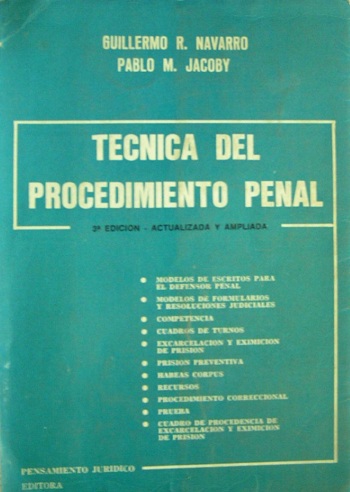 GUILLERMO R. NAVARRO
PABLO M. JACOBY
TECNICA DEL
PROCEDIMIENTO PENAL
2ª EDICION - ACTUALIZADA Y AMPLIADA
● MODELOS DE ESCRITOS PARA
EL DEFENSOR PENAL
● MODELOS DE FORMULARIOS
Y RESOLUCIONES JUDICIALES
● COMPETENCIA
● CUADROS DE TURNOS
● EXCARCELACION Y EXIMICION
DE PRISION
● PRISION PREVENTIVA
● HABEAS CORPUS
● RECURSOS
● PROCEDIMIENTO CORRECCIONAL
● PRUEBA
● CUADRO DE PROCEDENCIA DE
EXCARCELACION Y EXIMICION
DE PRISION
PENSAMIENTO JURIDICO
EDITORA